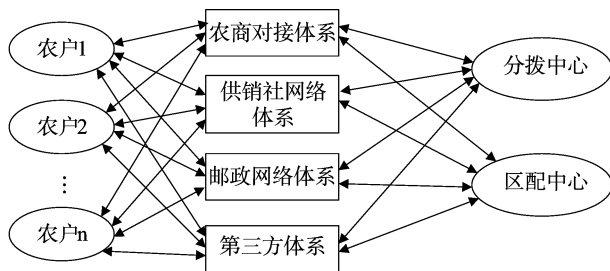 农户1
农户2
⋮
农户n
农商对接体系
供销社网络
体系
邮政网络体系
第三方体系
分拨中心
区配中心